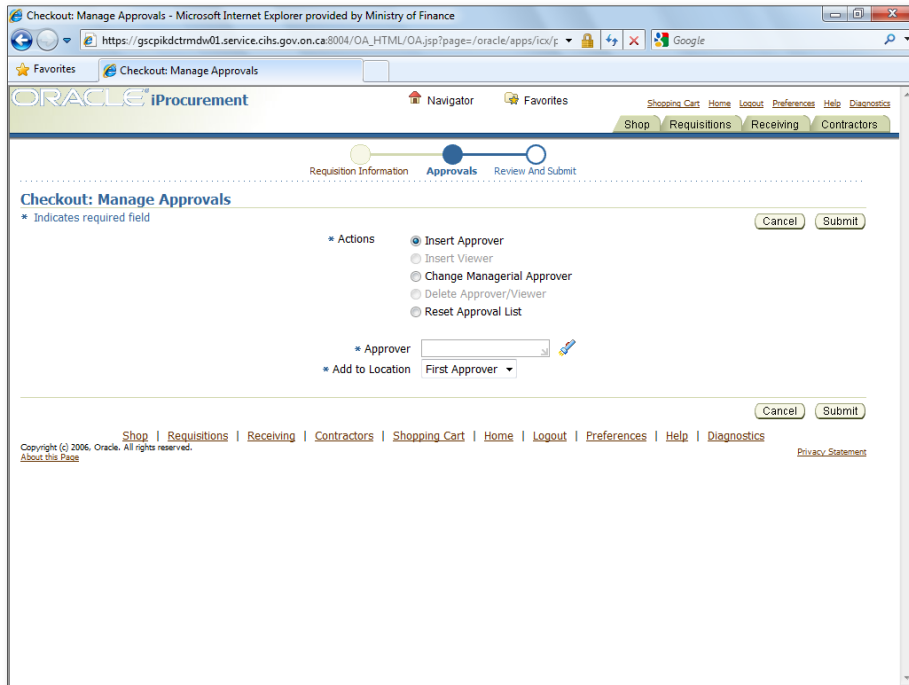 Checkout: Manage Approvals - Microsoft Internet Explorer provided by Ministry of Finance
https://gscpikdctrmdw01.service.cihs.gov.on.ca:8004/OA_HTML/OA.jsp?page=/oracle/apps/icx/p
Google
Favorites
Checkout: Manage Approvals
ORACLE iProcurement
Navigator
Favorites
Shopping Cart Home Logout Preferences Help Diagnostics
Shop Requisitions Receiving Contractors
Requisition Information Approvals Review And Submit
Checkout: Manage Approvals
* Indicates required field
Cancel Submit
* Actions
Insert Approver
Insert Viewer
Change Managerial Approver
Delete Approver/Viewer
Reset Approval List
* Approver
* Add to Location First Approver
Cancel Submit
Shop | Requisitions | Receiving | Contractors | Shopping Cart | Home | Logout | Preferences | Help | Diagnostics
Copyright (c) 2006, Oracle. All rights reserved.
About this Page
Privacy Statement